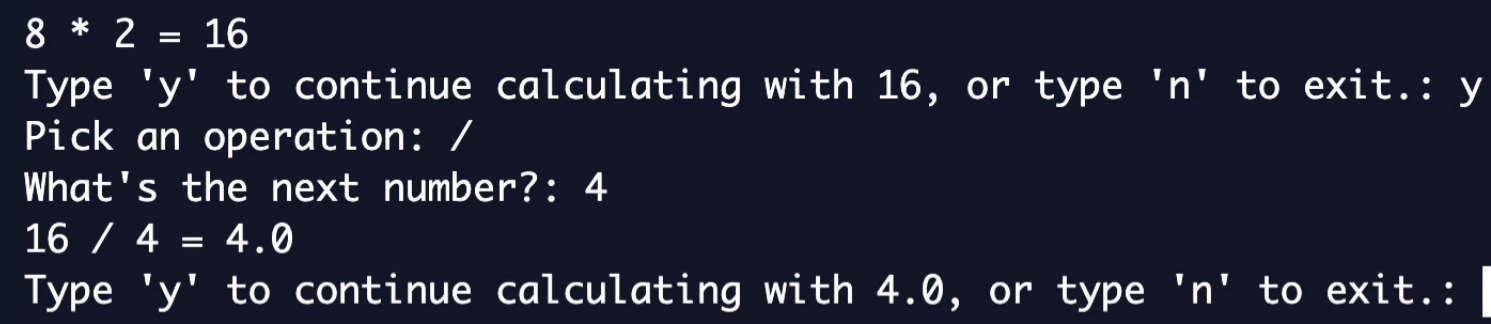 8 * 2 = 16
Type 'y' to continue calculating with 16, or type 'n' to exit.: y
Pick an operation: /
What's the next number?: 4
16 / 4 = 4.0
Type 'y' to continue calculating with 4.0, or type 'n' to exit.: